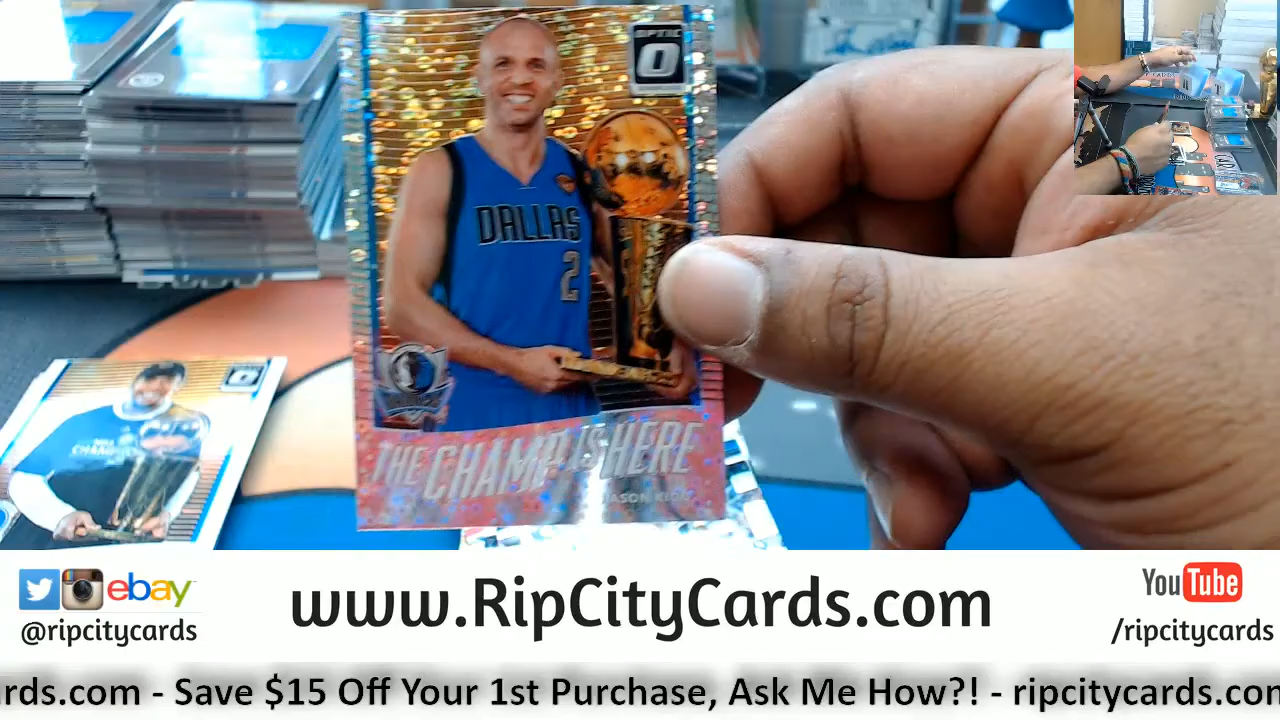 OPTIC
O
DALLAS
2
THE CHAMP IS HERE
JASON KIDD
ebay
@ripcitycards
www.RipCityCards.com
YouTube
/ripcitycards
rds.com - Save $15 Off Your 1st Purchase, Ask Me How?! - ripcitycards.com